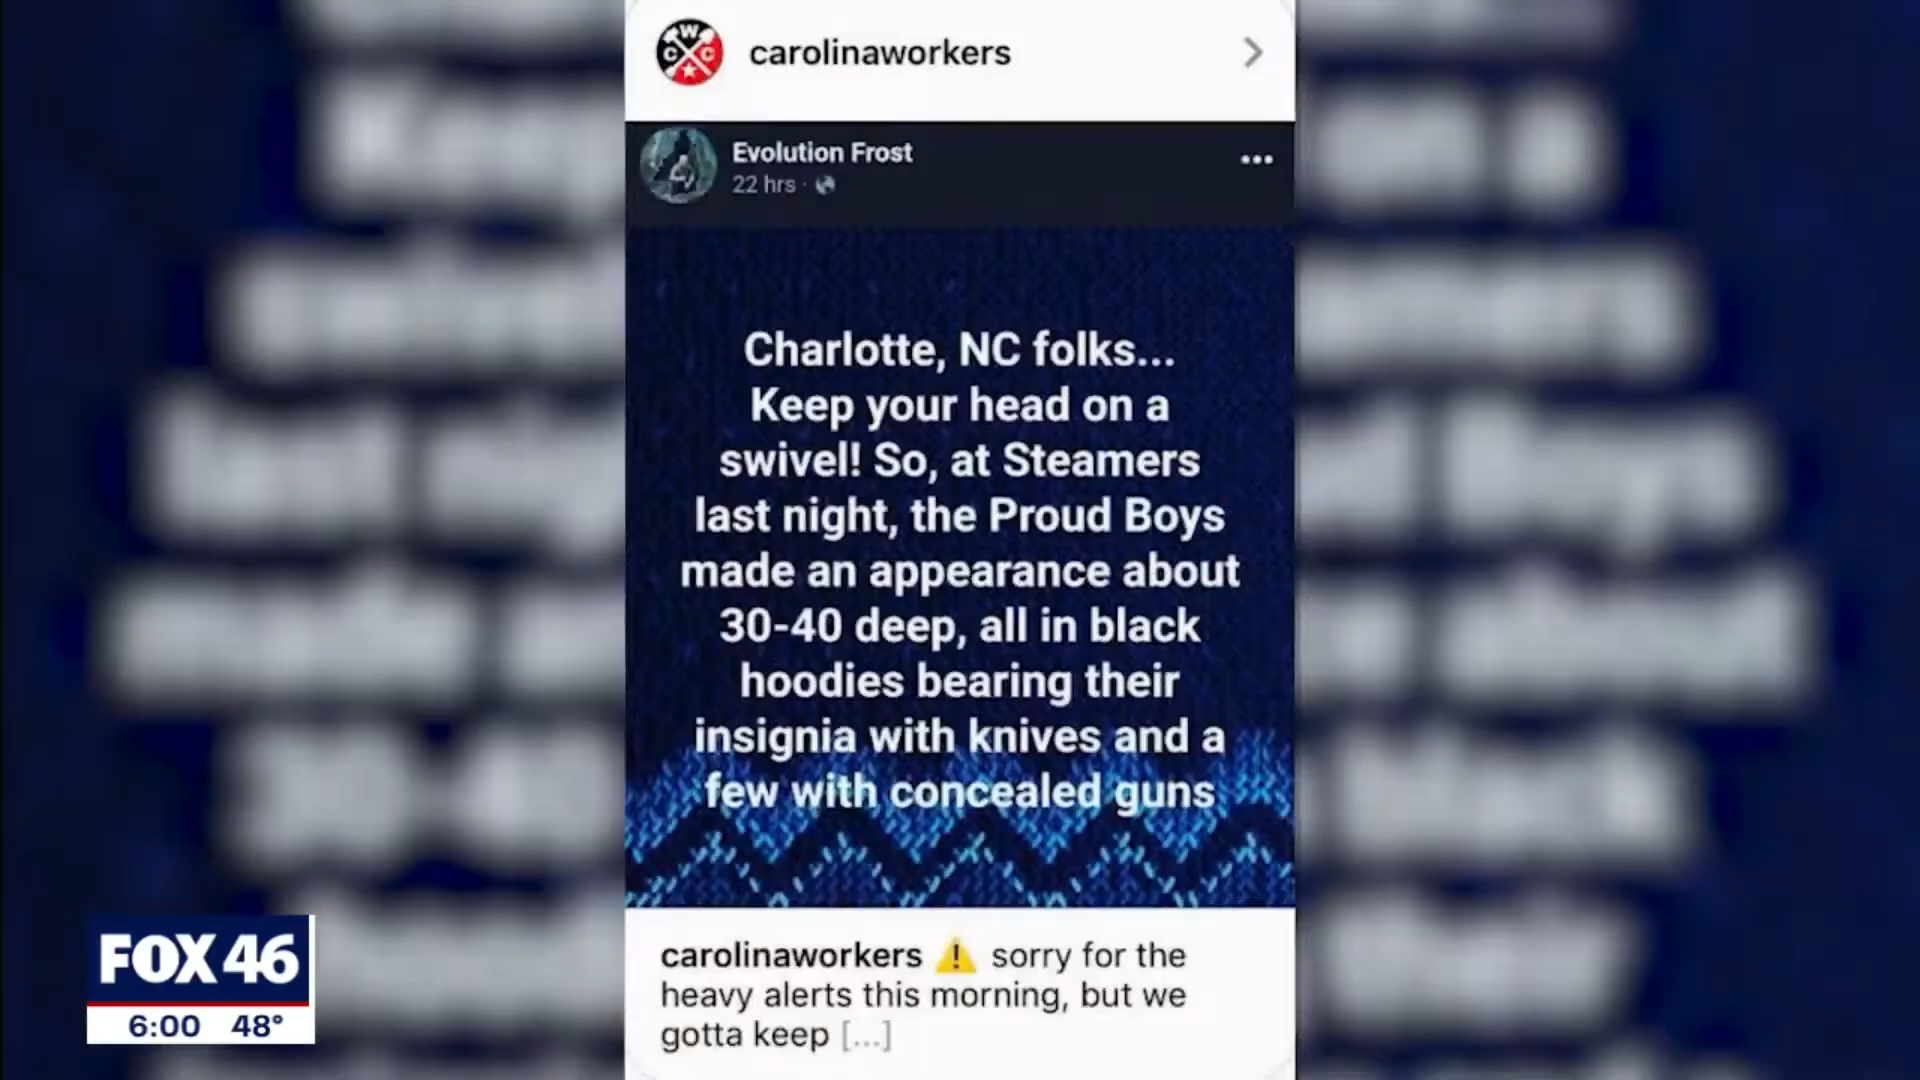 W
C C
carolinaworkers
Evolution Frost
22 hrs ·
Charlotte, NC folks...
Keep your head on a
swivel! So, at Steamers
last night, the Proud Boys
made an appearance about
30-40 deep, all in black
hoodies bearing their
insignia with knives and a
few with concealed guns
carolinaworkers ⚠️ sorry for the
heavy alerts this morning, but we
gotta keep [...]
FOX 46
6:00 48°